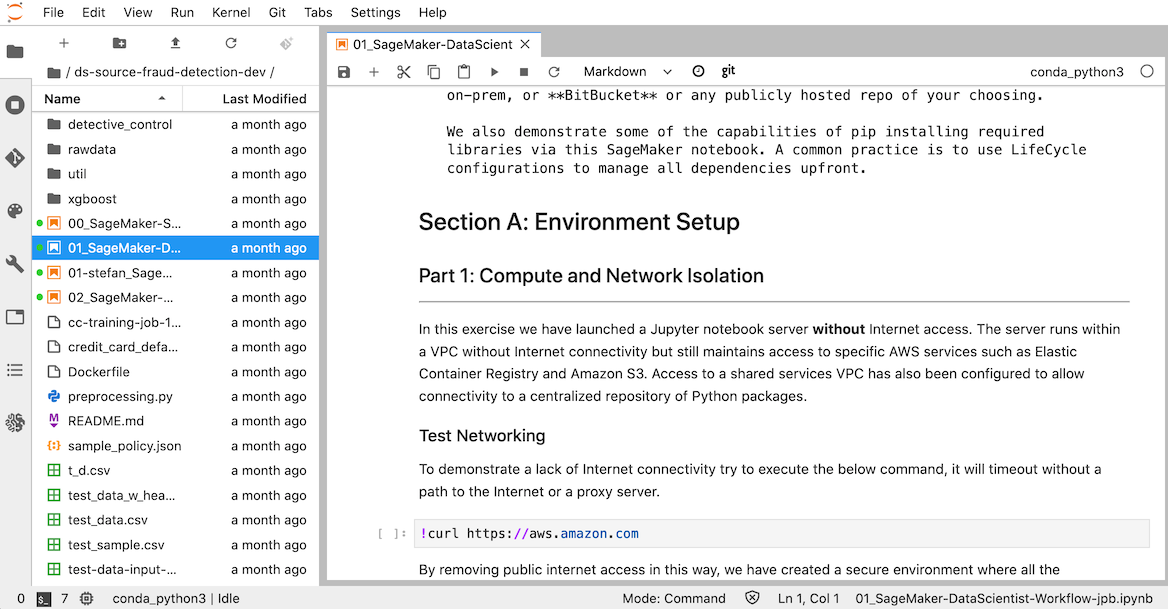 File Edit View Run Kernel Git Tabs Settings Help
/ ds-source-fraud-detection-dev /
Name Last Modified
detective_control a month ago
rawdata a month ago
util a month ago
xgboost a month ago
00_SageMaker-S... a month ago
01_SageMaker-D... a month ago
01-stefan_Sage... a month ago
02_SageMaker-... a month ago
cc-training-job-1... a month ago
credit_card_defa... a month ago
Dockerfile a month ago
preprocessing.py a month ago
README.md a month ago
sample_policy.json a month ago
t_d.csv a month ago
test_data_w_hea... a month ago
test_data.csv a month ago
test_sample.csv a month ago
test-data-input-... a month ago
01_SageMaker-DataScient
Markdown git conda_python3
on-prem, or **BitBucket** or any publicly hosted repo of your choosing.
We also demonstrate some of the capabilities of pip installing required
libraries via this SageMaker notebook. A common practice is to use LifeCycle
configurations to manage all dependencies upfront.
Section A: Environment Setup
Part 1: Compute and Network Isolation
In this exercise we have launched a Jupyter notebook server without Internet access. The server runs within
a VPC without Internet connectivity but still maintains access to specific AWS services such as Elastic
Container Registry and Amazon S3. Access to a shared services VPC has also been configured to allow
connectivity to a centralized repository of Python packages.
Test Networking
To demonstrate a lack of Internet connectivity try to execute the below command, it will timeout without a
path to the Internet or a proxy server.
[ ]: !curl https://aws.amazon.com
By removing public internet access in this way, we have created a secure environment where all the
0 $_ 7 conda_python3 | Idle Mode: Command Ln 1, Col 1 01_SageMaker-DataScientist-Workflow-jpb.ipynb